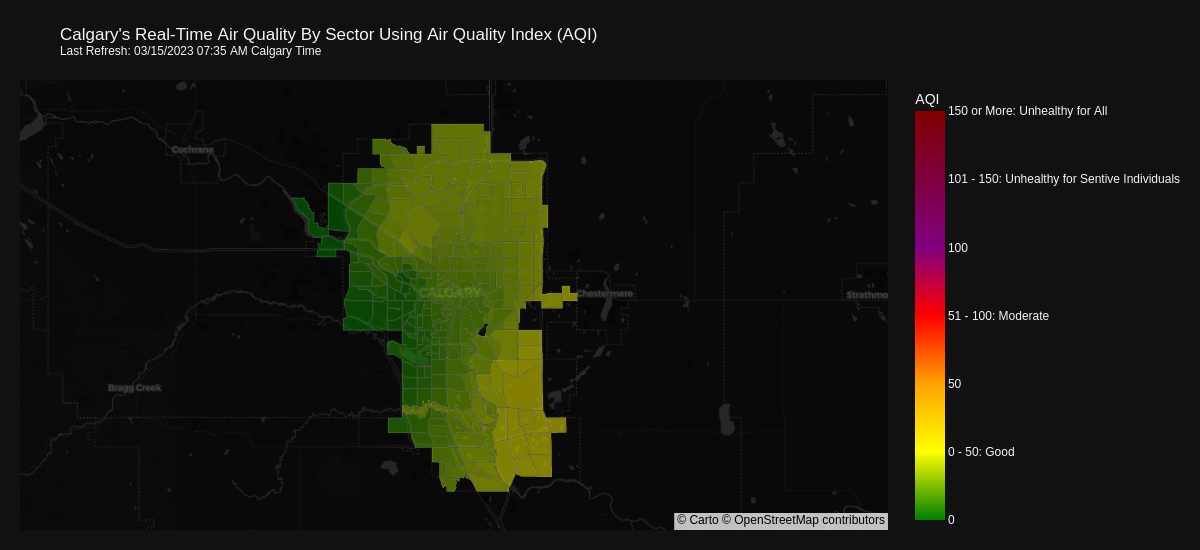 Calgary's Real-Time Air Quality By Sector Using Air Quality Index (AQI)
Last Refresh: 03/15/2023 07:35 AM Calgary Time
AQI
150 or More: Unhealthy for All
Cochrane
101 - 150: Unhealthy for Sentive Individuals
100
CALGARY
Chestermere
Strathmo
51 - 100: Moderate
Bragg Creek
50
0 - 50: Good
0
© Carto © OpenStreetMap contributors